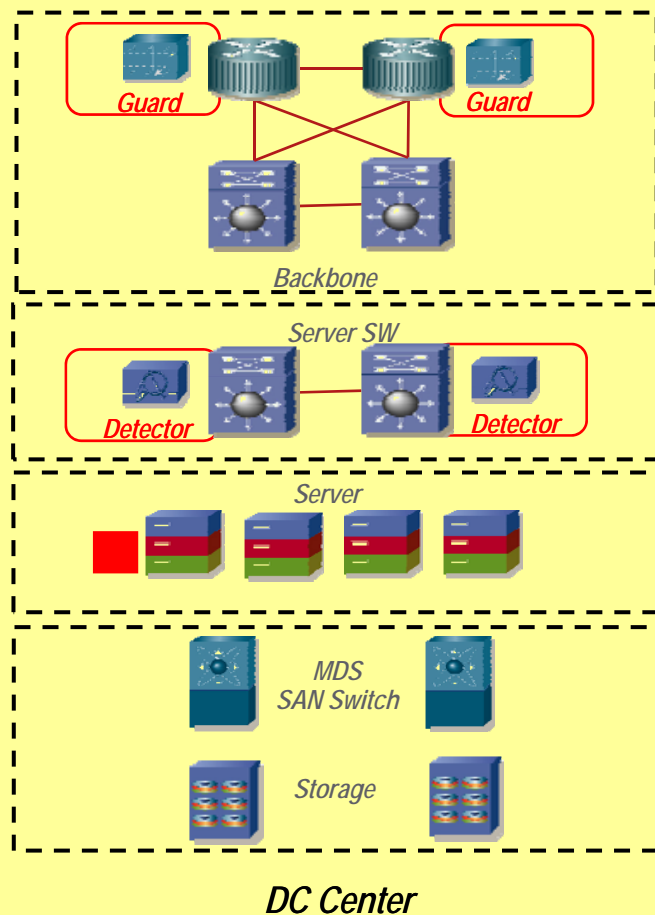 Guard
Guard
Backbone
Server SW
Detector
Detector
Server
MDS
SAN Switch
Storage
DC Center